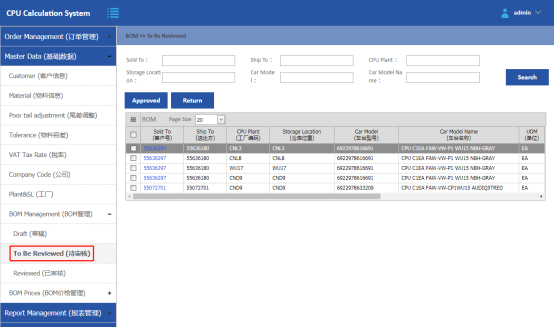 CPU Calculation System
admin
Order Management (订单管理) +
Master Data (基础数据) -
Customer (客户信息)
Material (物料信息)
Poor tail adjustment (尾差调整)
Tolerance (物料容差)
VAT Tax Rate (税率)
Company Code (公司)
Plant&SL (工厂)
BOM Management (BOM管理) -
Draft (草稿)
To Be Reviewed (待审核)
Reviewed (已审核)
BOM Prices (BOM价格管理) +
Report Management (报表管理) +
BOM >> To Be Reviewed
Sold To : Ship To : CPU Plant :
Storage Locati
on :
Car Mode
l :
Car Model Na
me :
Search
Approved Return
BOM Page Size 20
Sold To Ship To CPU Plant Storage Location Car Model Car Model Name UOM
(客户号) (送达方) (工厂编码) (仓库位置) (车台型号) (车台名称) (单位)
55636297 55636180 CNL3 CNL3 6922978616691 CPU C1EA FAW-VW-P1 WU15 NBH-GRAY EA
55636297 55636180 CNL8 CNL8 6922978616691 CPU C1EA FAW-VW-P1 WU15 NBH-GRAY EA
55636297 55636180 WU17 WU17 6922978616691 CPU C1EA FAW-VW-P1 WU15 NBH-GRAY EA
55636297 55636180 CND9 CND9 6922978616691 CPU C1EA FAW-VW-P1 WU15 NBH-GRAY EA
55072701 55072701 CND9 CND9 6922978633209 CPU C1EA FAW-VW-CP1WU15 AUDIQ5TRED EA